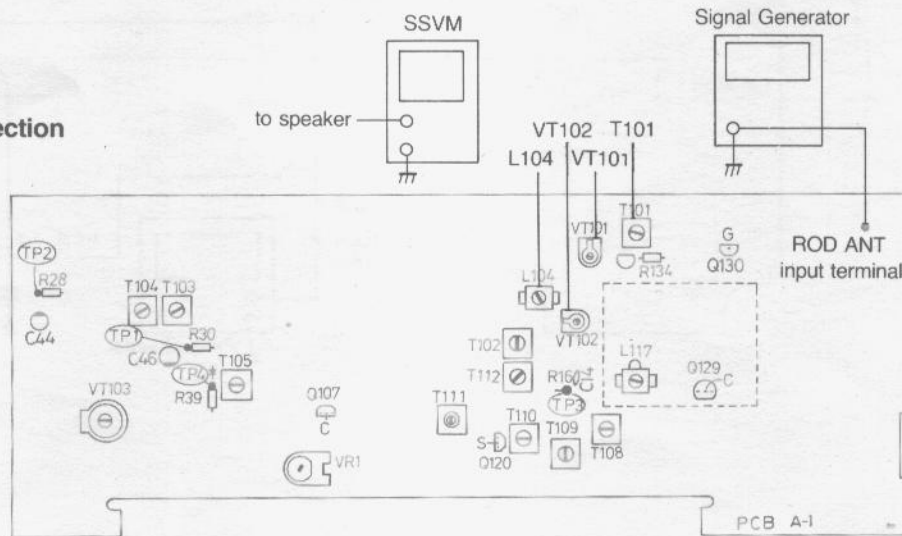 SSVM
Signal Generator
ection
to speaker
VT102 T101
L104 VT101
T101
VT101
G
ROD ANT
input terminal
TP2
R134
Q130
R28
L104
T104 T103
C44
TP1
R30
T102
VT102
C46
L117
T105
TP4
T112
R160
C14
Q129
C
VT103
R39
Q107
TP3
T111
T110
T109
C
S
Q120
T108
VR1
PCB A-1